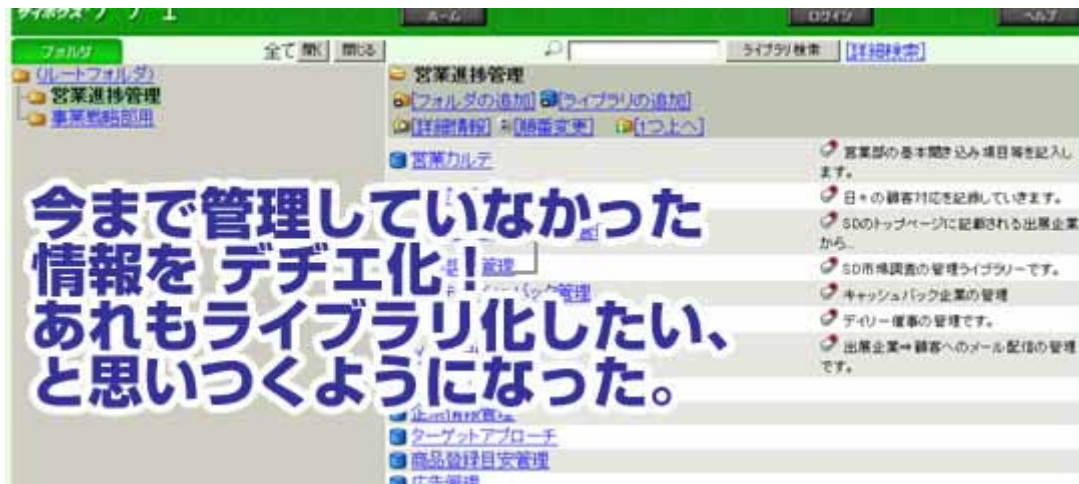 ホーム
ログイン
ヘルプ
フォルダ
全て 開く 閉じる
ライブラリ検索 [詳細検索]
(ルートフォルダ)
営業進捗管理
事業戦略部用
営業進捗管理
[フォルダの追加] [ライブラリの追加]
[詳細情報] [順番変更] [1つ上へ]
営業カルテ
営業部の基本聞き込み項目等を記入し
ます。
日々の顧客対応を記録していきます。
SDのトップページに記載される出展企業
から…
管理
SD市場調査の管理ライブラリーです。
バック管理
キャッシュバック企業の管理
デイリー催事の管理です。
出展企業⇒顧客へのメール配信の管理
です。
今まで管理していなかった
情報を デヂエ化!
あれもライブラリ化したい、
と思いつくようになった。
ターゲットアプローチ
商品登録目安管理
広告管理